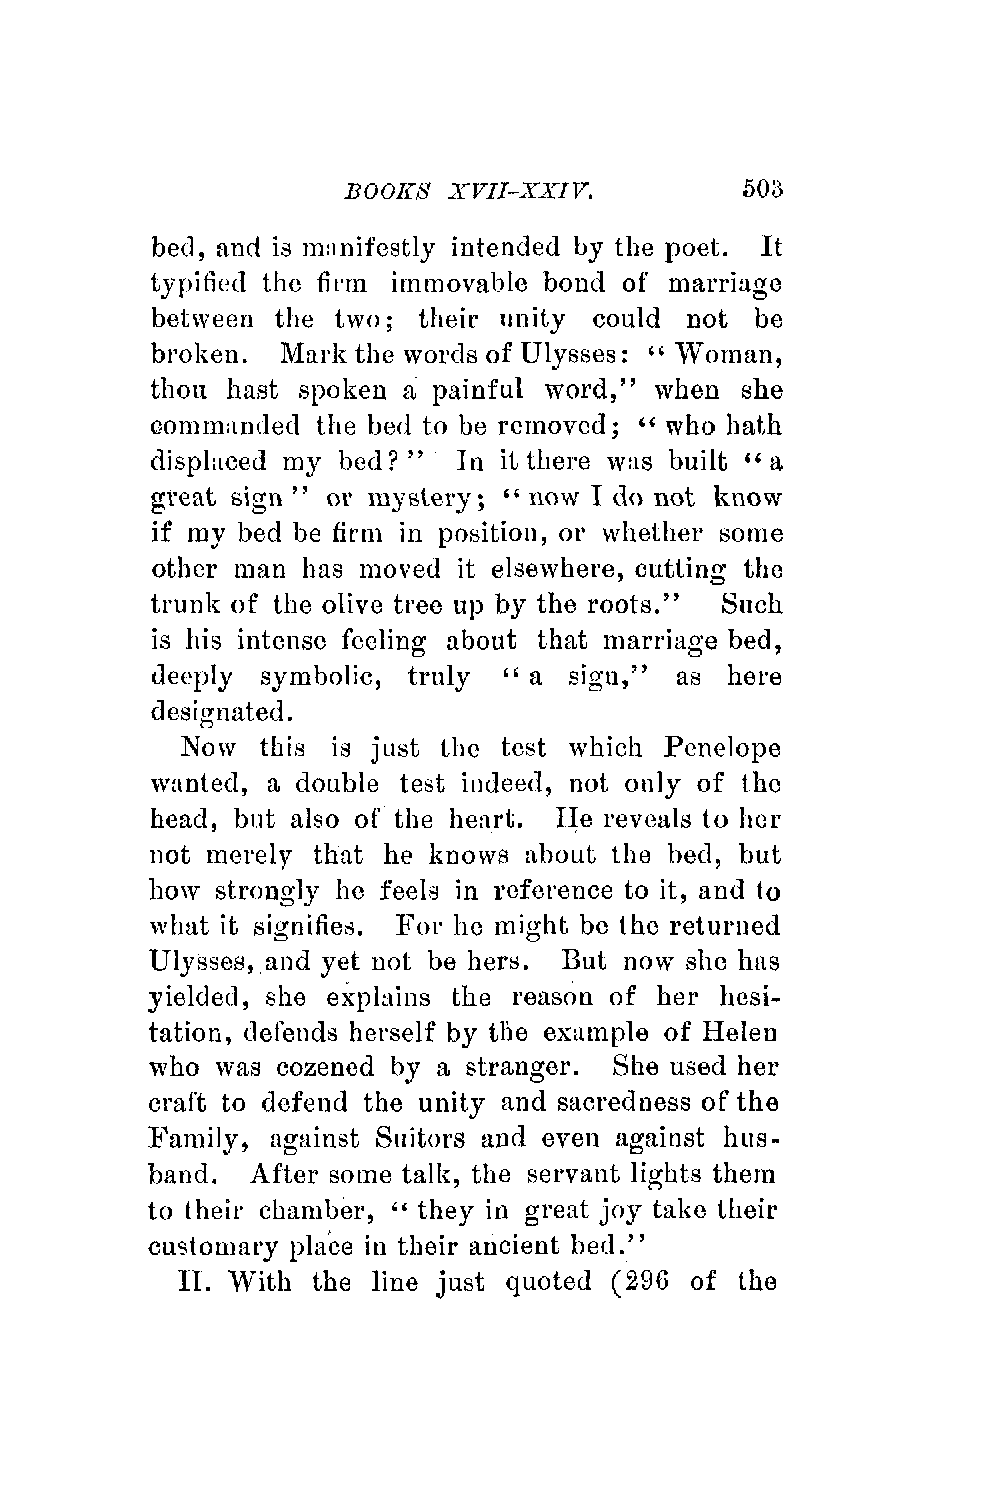 BOOKS XVII-XXIV. 503
bed, and is manifestly intended by the poet. It
typified the firm immovable bond of marriage
between the two; their unity could not be
broken. Mark the words of Ulysses: “ Woman,
thou hast spoken a painful word,” when she
commanded the bed to be removed; “ who hath
displaced my bed? ” In it there was built “ a
great sign ” or mystery; “ now I do not know
if my bed be firm in position, or whether some
other man has moved it elsewhere, cutting the
trunk of the olive tree up by the roots.” Such
is his intense feeling about that marriage bed,
deeply symbolic, truly “ a sign,” as here
designated.
Now this is just the test which Penelope
wanted, a double test indeed, not only of the
head, but also of the heart. He reveals to her
not merely that he knows about the bed, but
how strongly he feels in reference to it, and to
what it signifies. For he might be the returned
Ulysses, and yet not be hers. But now she has
yielded, she explains the reason of her hesi-
tation, defends herself by the example of Helen
who was cozened by a stranger. She used her
craft to defend the unity and sacredness of the
Family, against Suitors and even against hus-
band. After some talk, the servant lights them
to their chamber, “ they in great joy take their
customary place in their ancient bed.”
II. With the line just quoted (296 of the